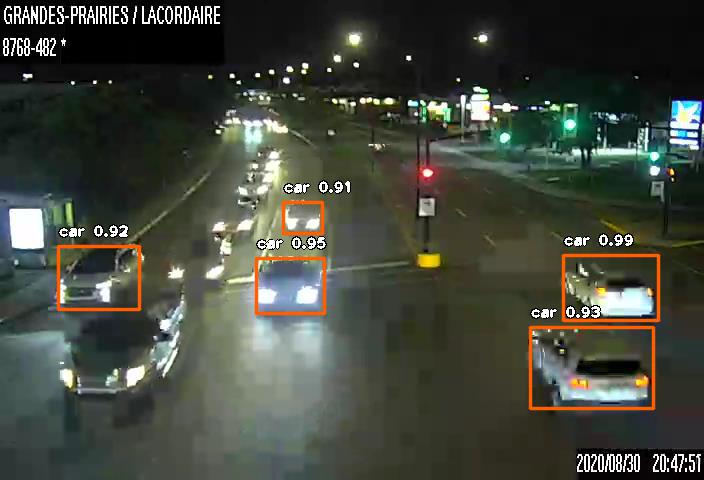 GRANDES-PRAIRIES / LACORDAIRE
8768-482 *
car 0.91
car 0.92
car 0.95
car 0.99
car 0.93
2020/08/30 20:47:51